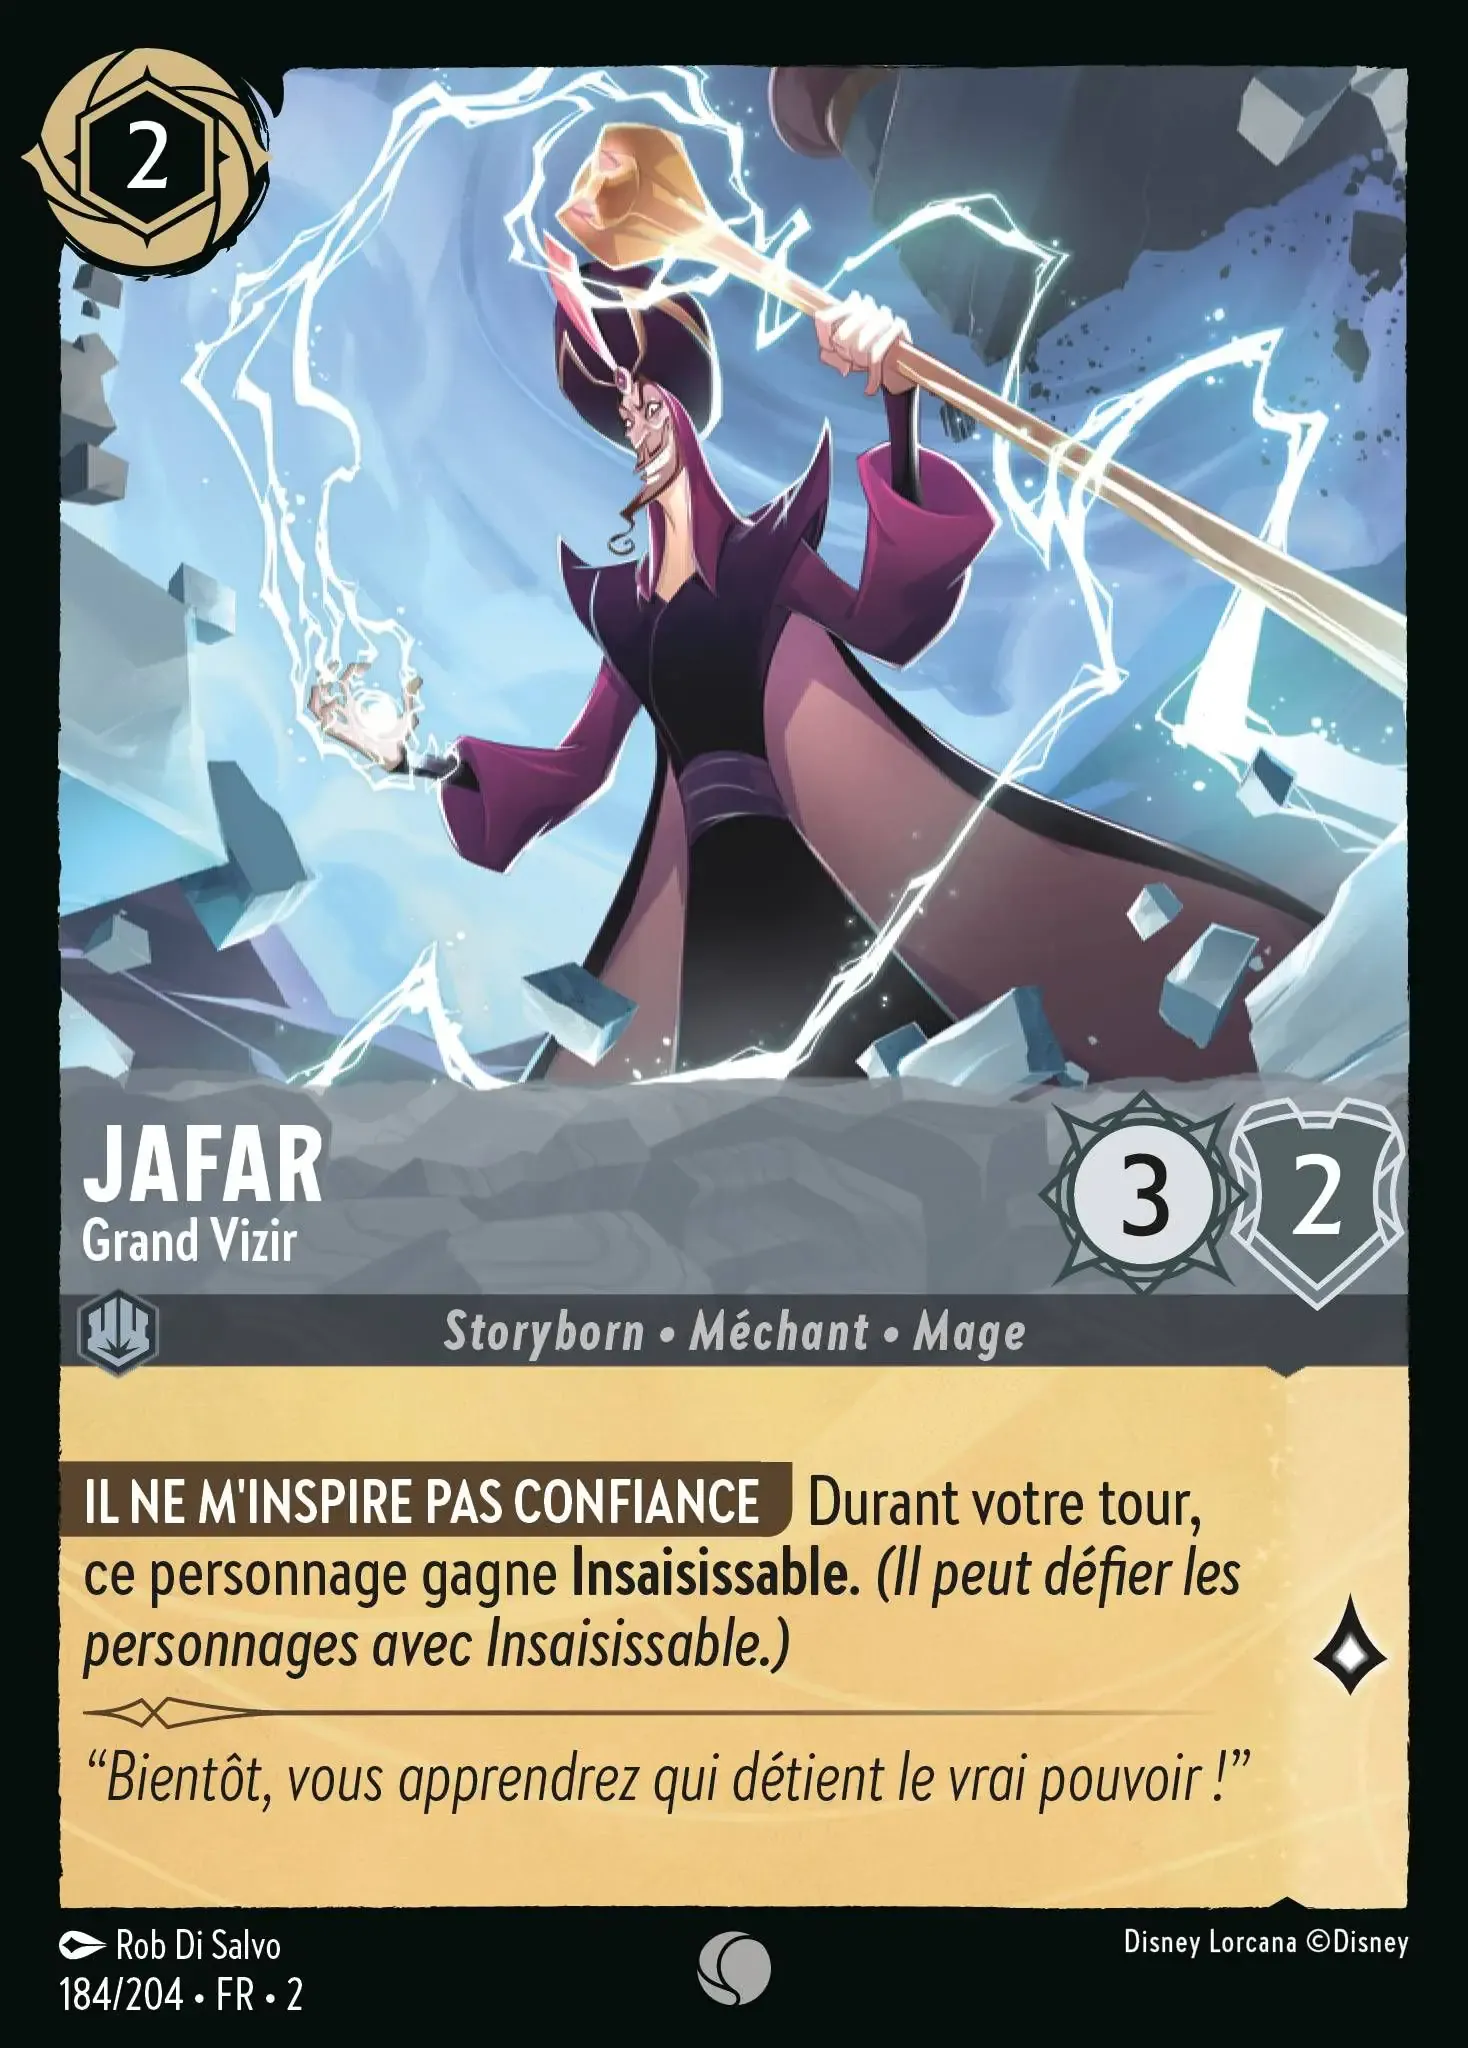 2
JAFAR
Grand Vizir
3
2
Storyborn • Méchant • Mage
IL NE M'INSPIRE PAS CONFIANCE Durant votre tour,
ce personnage gagne Insaisissable. (Il peut défier les
personnages avec Insaisissable.)
“Bientôt, vous apprendrez qui détient le vrai pouvoir !”
Rob Di Salvo
Disney Lorcana ©Disney
184/204 • FR • 2